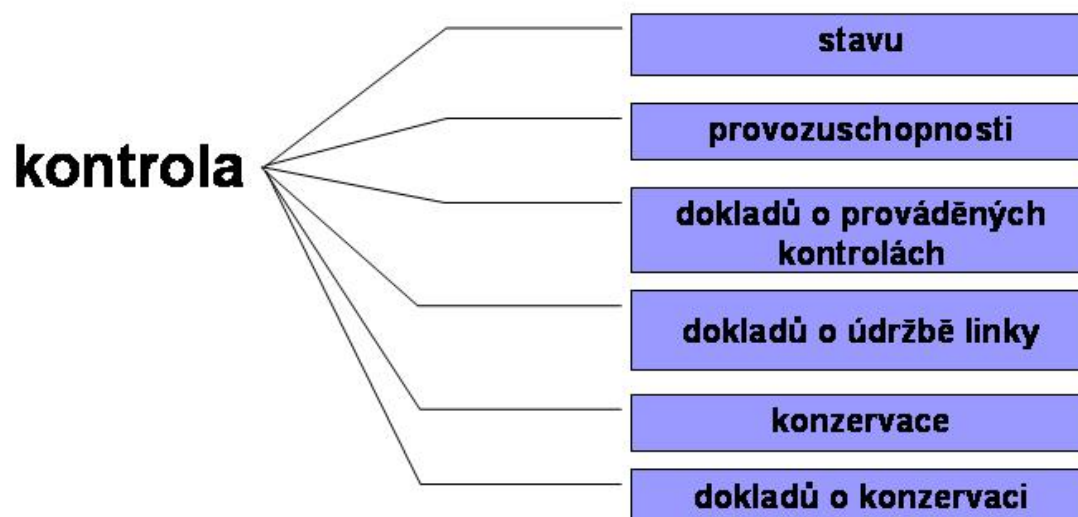 kontrola
stavu
provozuschopnosti
dokladů o prováděných
kontrolách
dokladů o údržbě linky
konzervace
dokladů o konzervaci